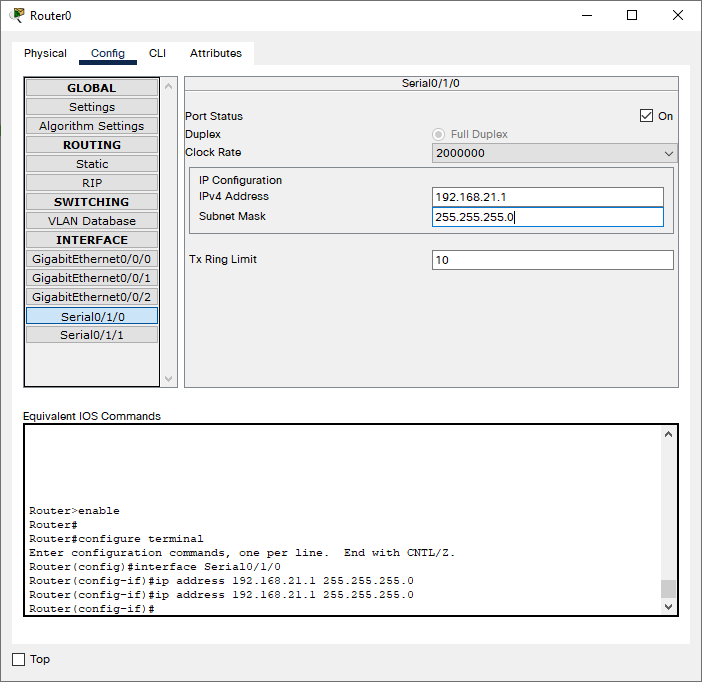 Router0
Physical Config CLI Attributes
GLOBAL
Settings
Algorithm Settings
ROUTING
Static
RIP
SWITCHING
VLAN Database
INTERFACE
GigabitEthernet0/0/0
GigabitEthernet0/0/1
GigabitEthernet0/0/2
Serial0/1/0
Serial0/1/1
Serial0/1/0
Port Status On
Duplex Full Duplex
Clock Rate 2000000
IP Configuration
IPv4 Address 192.168.21.1
Subnet Mask 255.255.255.0
Tx Ring Limit 10
Equivalent IOS Commands
Router>enable
Router#
Router#configure terminal
Enter configuration commands, one per line. End with CNTL/Z.
Router(config)#interface Serial0/1/0
Router(config-if)#ip address 192.168.21.1 255.255.255.0
Router(config-if)#ip address 192.168.21.1 255.255.255.0
Router(config-if)#
Top